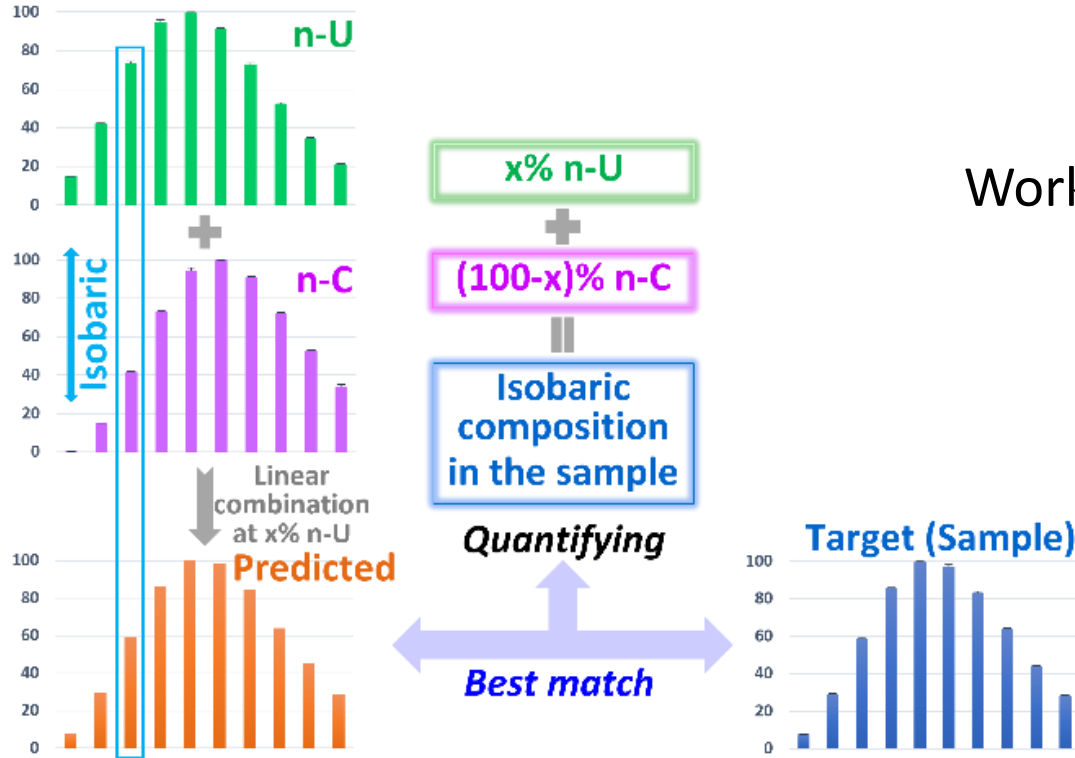 100
80
60
40
20
0
n-U
100
80
60
40
20
0
n-C
Isobaric
Linear
combination
at x% n-U
100
80
60
40
20
0
Predicted
x% n-U
+
(100-x)% n-C
Isobaric
composition
in the sample
Quantifying
Best match
Target (Sample)
100
80
60
40
20
0